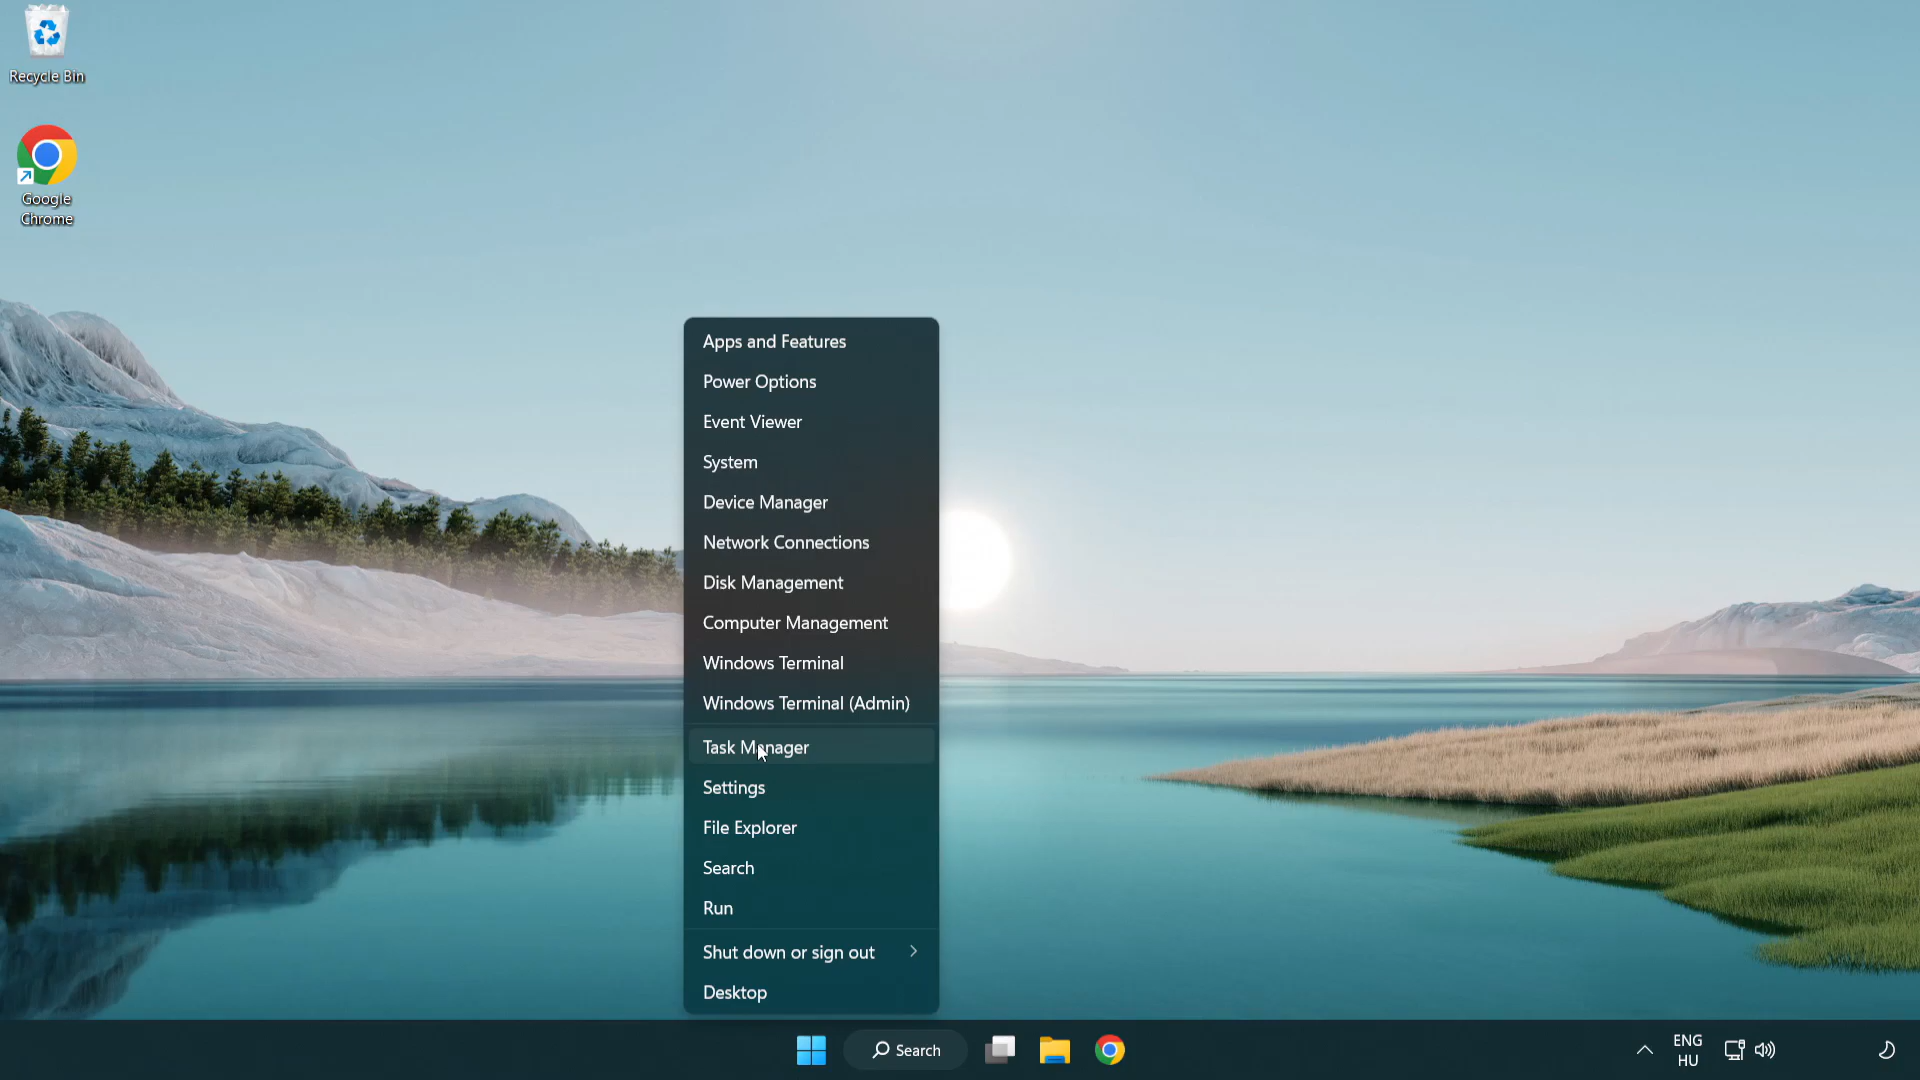 Recycle Bin
Google
Chrome
Apps and Features
Power Options
Event Viewer
System
Device Manager
Network Connections
Disk Management
Computer Management
Windows Terminal
Windows Terminal (Admin)
Task Manager
Settings
File Explorer
Search
Run
Shut down or sign out
Desktop
Search
ENG
HU